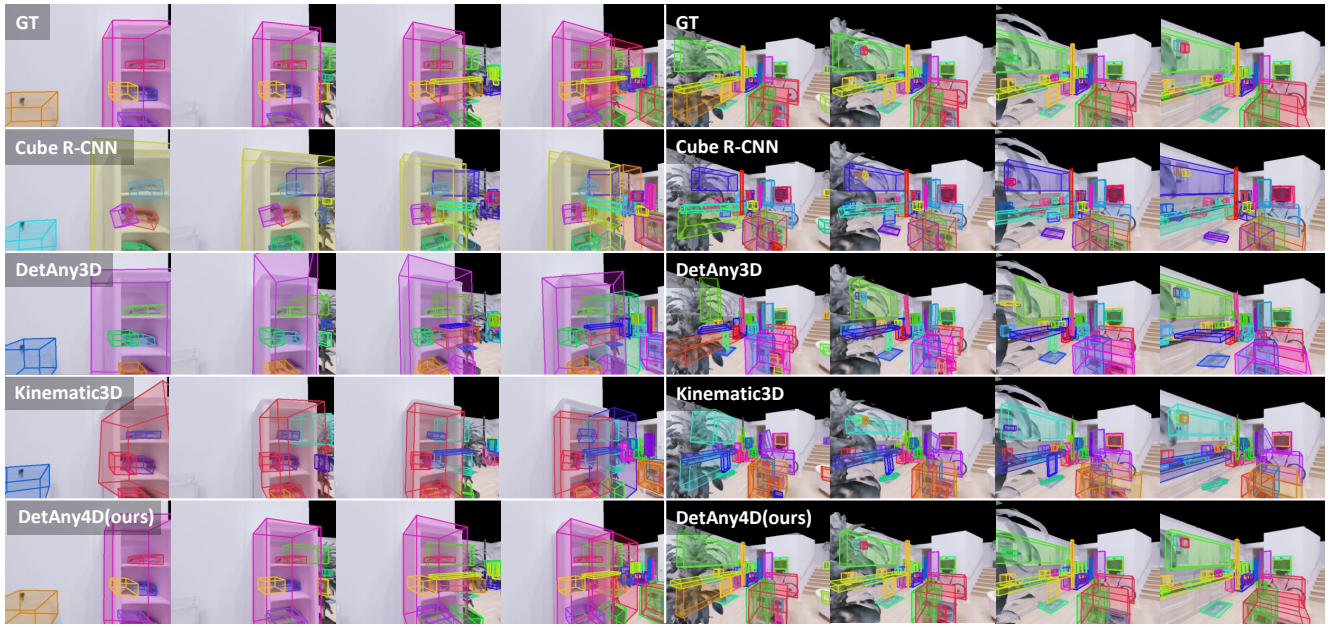 GT
GT
Cube R-CNN
Cube R-CNN
DetAny3D
DetAny3D
Kinematic3D
Kinematic3D
DetAny4D(ours)
DetAny4D(ours)